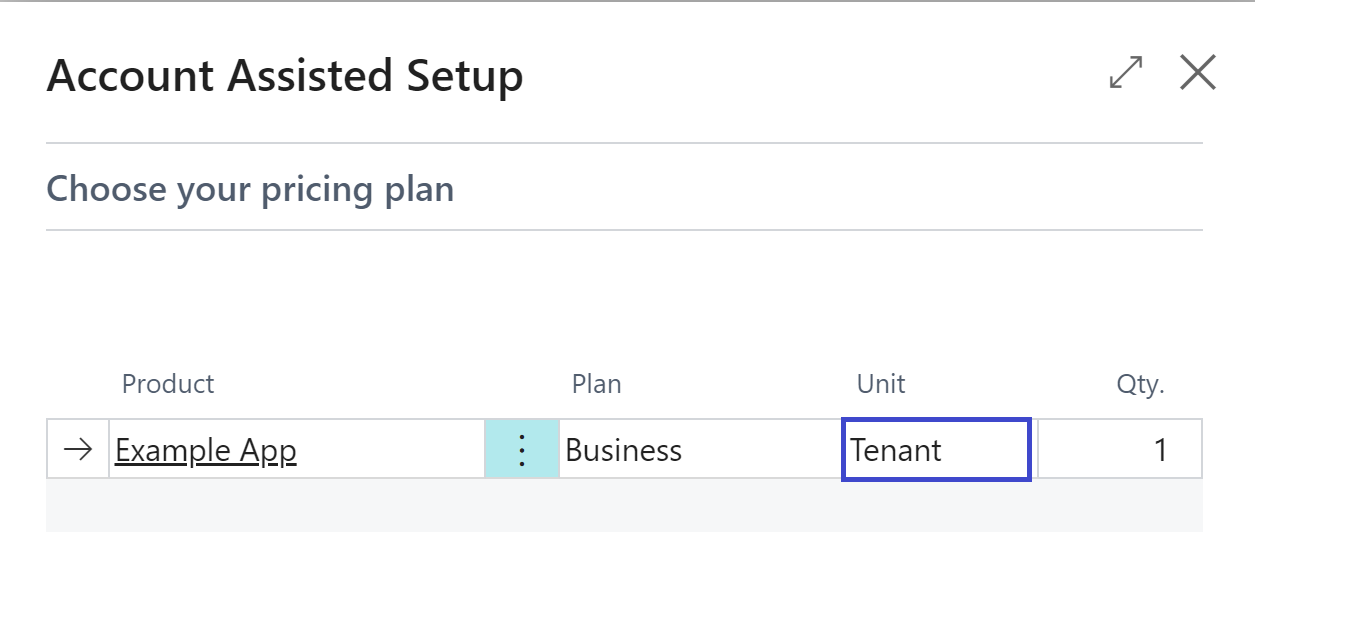 Account Assisted Setup
Choose your pricing plan
Product Plan Unit Qty.
Example App Business Tenant 1